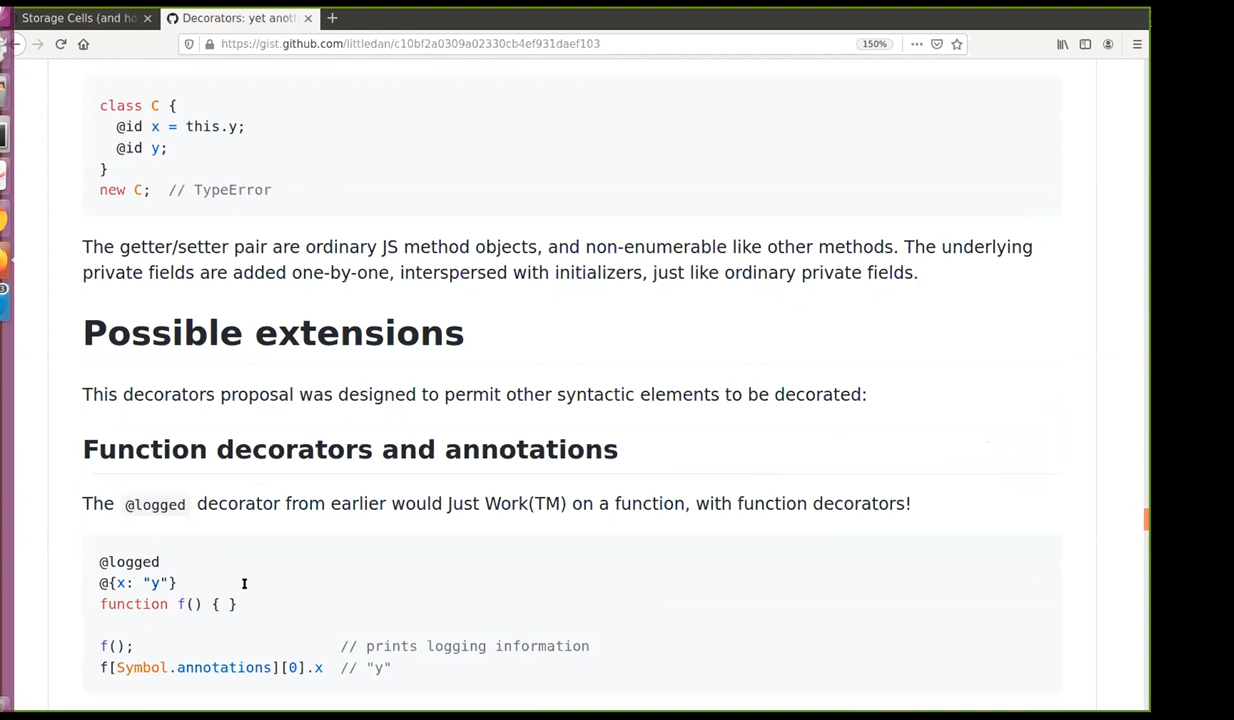 Storage Cells (and ho
Decorators: yet anoth
https://gist.github.com/littledan/c10bf2a0309a02330cb4ef931daef103
150%
class C {
@id x = this.y;
@id y;
}
new C; // TypeError
The getter/setter pair are ordinary JS method objects, and non-enumerable like other methods. The underlying
private fields are added one-by-one, interspersed with initializers, just like ordinary private fields.
Possible extensions
This decorators proposal was designed to permit other syntactic elements to be decorated:
Function decorators and annotations
The @logged decorator from earlier would Just Work(TM) on a function, with function decorators!
@logged
@{x: "y"}
function f() { }
f(); // prints logging information
f[Symbol.annotations][0].x // "y"